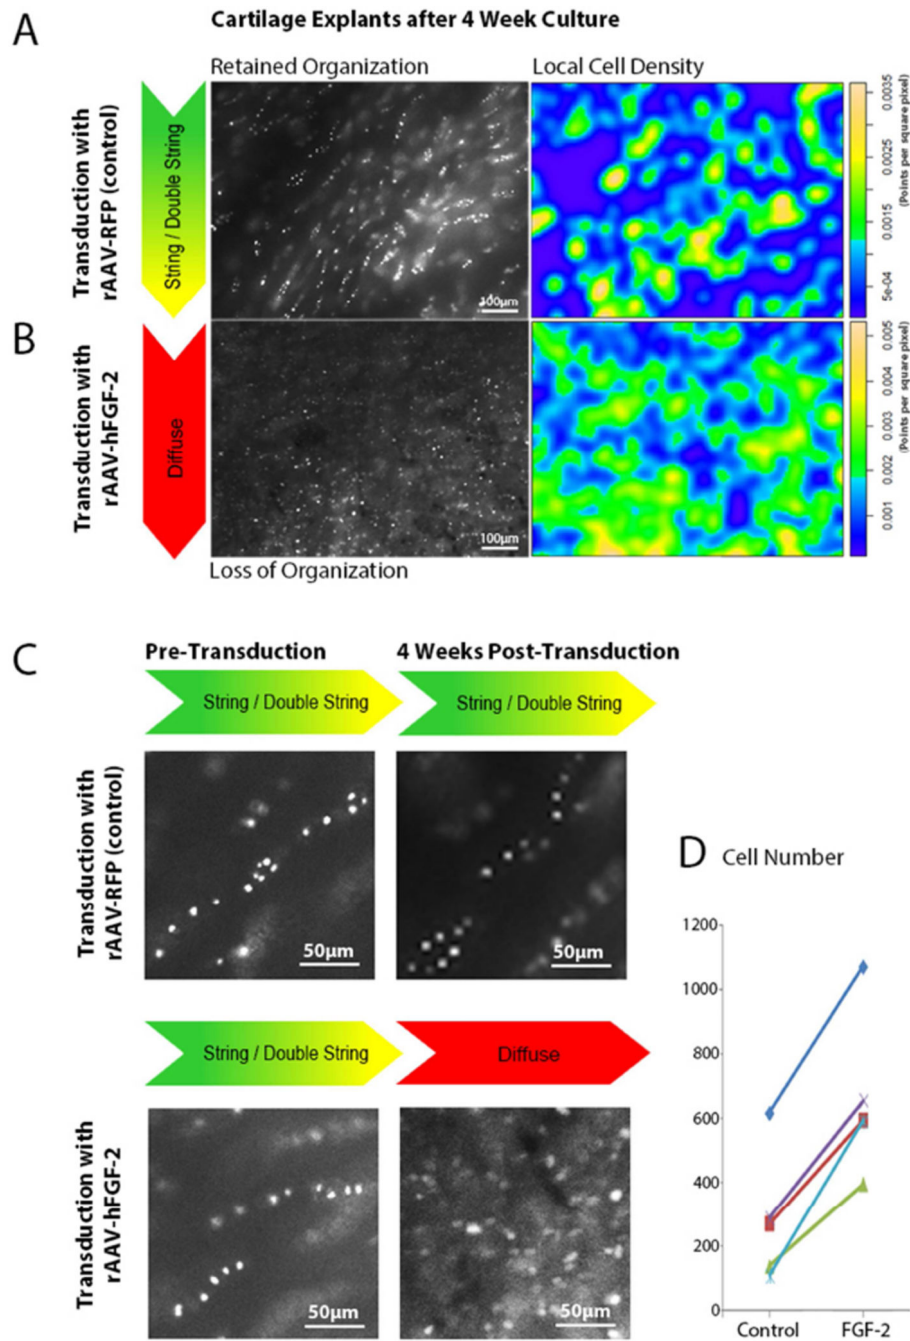 A
Cartilage Explants after 4 Week Culture
Retained Organization
Local Cell Density
Transduction with
rAAV-RFP (control)
String / Double String
100µm
0.0035
0.0025
0.0015
5e-04
(Points per square pixel)
B
Transduction with
rAAV-hFGF-2
Diffuse
100µm
0.005
0.004
0.003
0.002
0.001
(Points per square pixel)
Loss of Organization
C
Pre-Transduction
4 Weeks Post-Transduction
String / Double String
String / Double String
Transduction with
rAAV-RFP (control)
50µm
50µm
String / Double String
Diffuse
Transduction with
rAAV-hFGF-2
50µm
50µm
D
Cell Number
1200
1000
800
600
400
200
0
Control
FGF-2